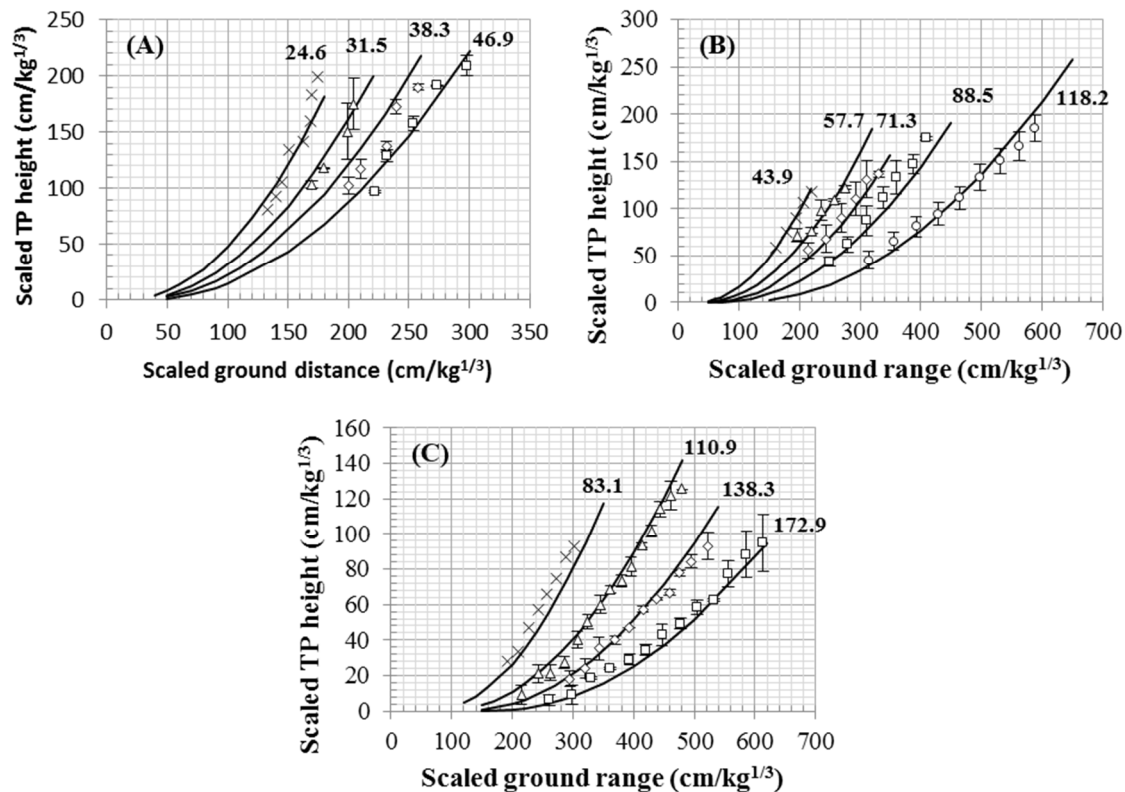 (A)
24.6
31.5
38.3
46.9
Scaled TP height (cm/kg1/3)
250
200
150
100
50
0
0 50 100 150 200 250 300 350
Scaled ground distance (cm/kg1/3)
(B)
43.9
57.7
71.3
88.5
118.2
Scaled TP height (cm/kg1/3)
300
250
200
150
100
50
0
0 100 200 300 400 500 600 700
Scaled ground range (cm/kg1/3)
(C)
83.1
110.9
138.3
172.9
Scaled TP height (cm/kg1/3)
160
140
120
100
80
60
40
20
0
0 100 200 300 400 500 600 700
Scaled ground range (cm/kg1/3)